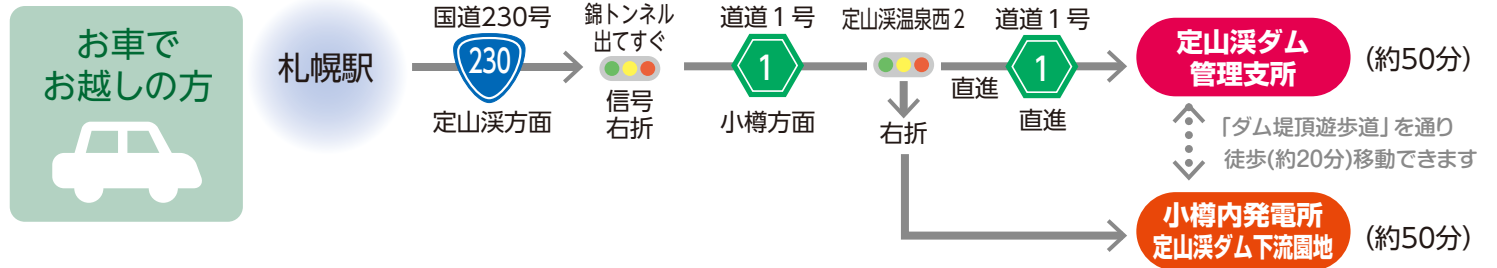 お車で
お越しの方
札幌駅
国道230号
230
定山渓方面
錦トンネル
出てすぐ
信号
右折
道道1号
1
小樽方面
定山渓温泉西2
右折
直進
道道1号
1
直進
定山渓ダム
管理支所
(約50分)
「ダム堤頂遊歩道」を通り
徒歩(約20分)移動できます
小樽内発電所
定山渓ダム下流園地
(約50分)